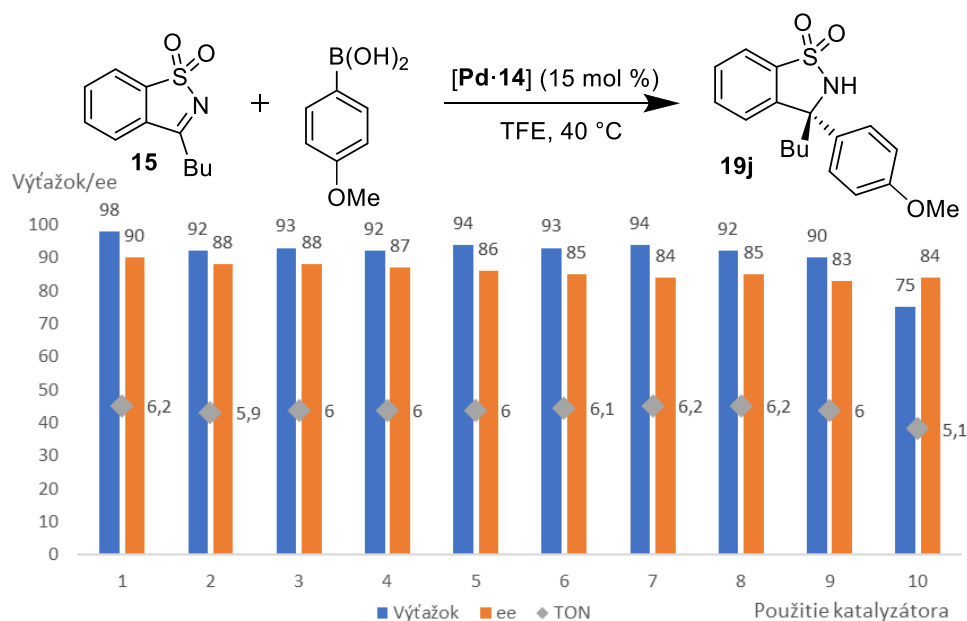 O O
S
N
15
Bu
+
B(OH)2
OMe
[Pd·14] (15 mol %)
TFE, 40 °C
O O
S
NH
Bu
19j
OMe
Výťažok/ee
100
90
80
70
60
50
40
30
20
10
0
98 90 92 88 93 88 92 87 94 86 93 85 94 84 92 85 90 83 75 84
6,2 5,9 6 6 6 6,1 6,2 6,2 6 5,1
1 2 3 4 5 6 7 8 9 10
Výťažok ee TON
Použitie katalyzátora